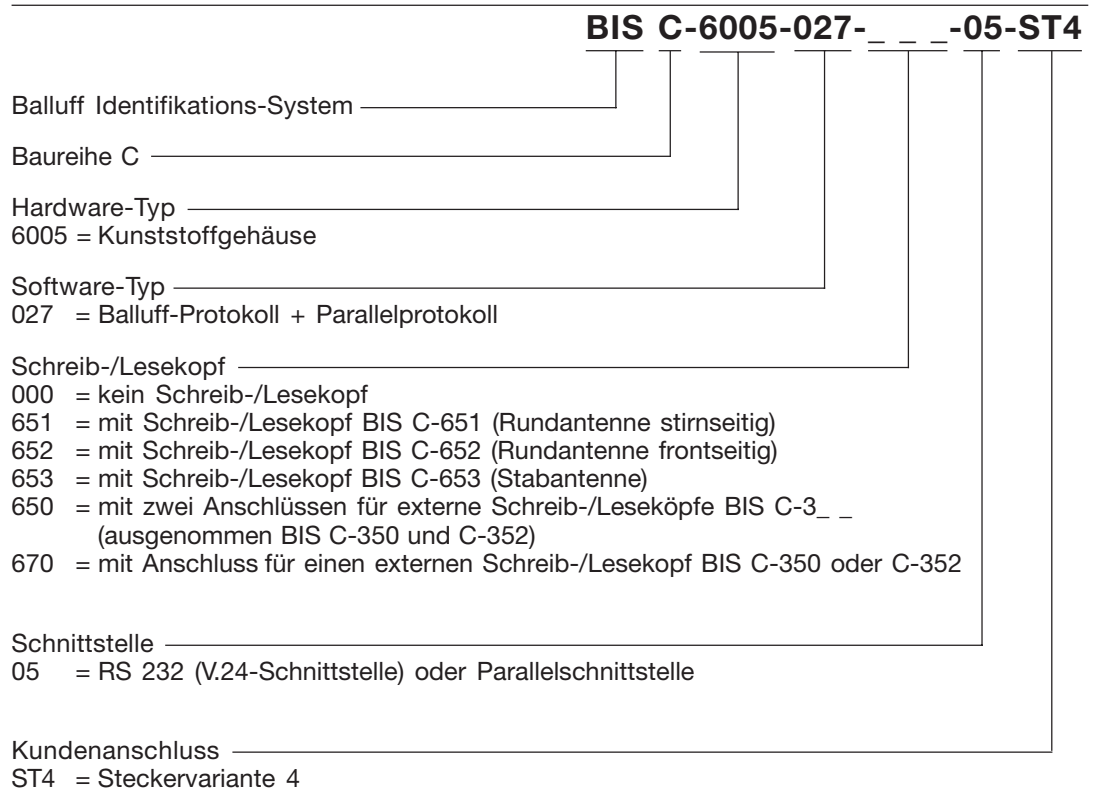 BIS C-6005-027-_ _ _-05-ST4
Balluff Identifikations-System
Baureihe C
Hardware-Typ
6005 = Kunststoffgehäuse
Software-Typ
027 = Balluff-Protokoll + Parallelprotokoll
Schreib-/Lesekopf
000 = kein Schreib-/Lesekopf
651 = mit Schreib-/Lesekopf BIS C-651 (Rundantenne stirnseitig)
652 = mit Schreib-/Lesekopf BIS C-652 (Rundantenne frontseitig)
653 = mit Schreib-/Lesekopf BIS C-653 (Stabantenne)
650 = mit zwei Anschlüssen für externe Schreib-/Leseköpfe BIS C-3_ _
(ausgenommen BIS C-350 und C-352)
670 = mit Anschluss für einen externen Schreib-/Lesekopf BIS C-350 oder C-352
Schnittstelle
05 = RS 232 (V.24-Schnittstelle) oder Parallelschnittstelle
Kundenanschluss
ST4 = Steckervariante 4